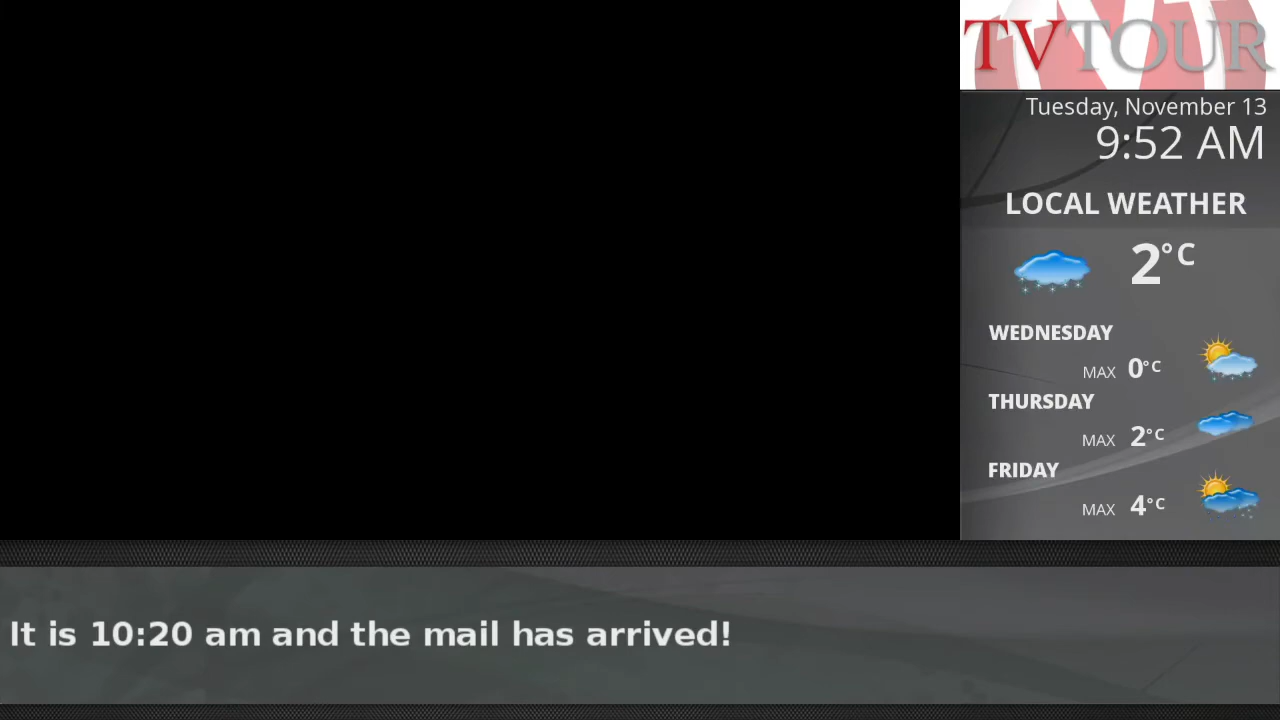 TVTOUR
Tuesday, November 13
9:52 AM
LOCAL WEATHER
2°C
WEDNESDAY
MAX 0°C
THURSDAY
MAX 2°C
FRIDAY
MAX 4°C
It is 10:20 am and the mail has arrived!